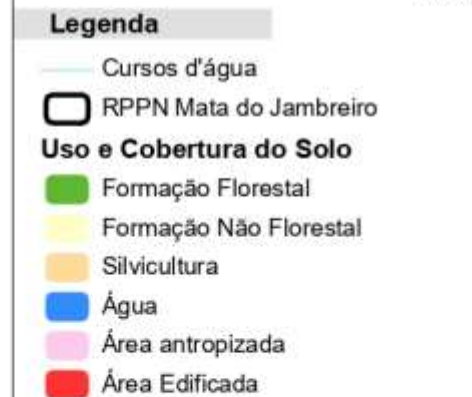 Legenda
Cursos d'água
RPPN Mata do Jambreiro
Uso e Cobertura do Solo
Formação Florestal
Formação Não Florestal
Silvicultura
Água
Área antropizada
Área Edificada